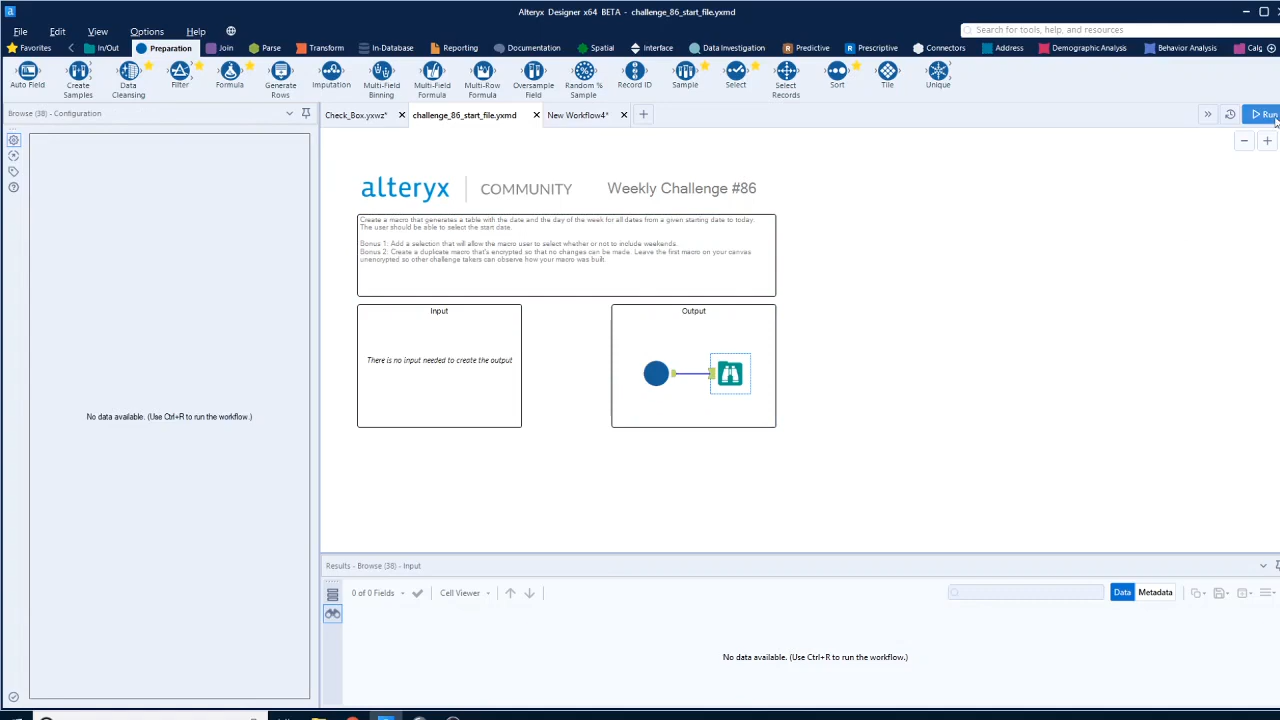 Alteryx Designer x64 BETA - challenge_86_start_file.yxmd
File Edit View Options Help
Search for tools, help, and resources
Favorites In/Out Preparation Join Parse Transform In-Database Reporting Documentation Spatial Interface Data Investigation Predictive Prescriptive Connectors Address Demographic Analysis Behavior Analysis
Auto Field Create Samples Data Cleansing Filter Formula Generate Rows Imputation Multi-Field Binning Multi-Field Formula Multi-Row Formula Oversample Field Random % Sample Record ID Sample Select Select Records Sort Tile Unique
Browse (38) - Configuration
Check_Box.yxwz* challenge_86_start_file.yxmd New Workflow4* Run
alteryx COMMUNITY Weekly Challenge #86
Create a macro that generates a table with the date and the day of the week for all dates from a given starting date to today.
The user should be able to select the start date.
Bonus 1: Add a selection that will allow the macro user to select whether or not to include weekends.
Bonus 2: Create a duplicate macro that's encrypted so that no changes can be made. Leave the first macro on your canvas
unencrypted so other challenge takers can observe how your macro was built.
Input
There is no input needed to create the output
Output
No data available. (Use Ctrl+R to run the workflow.)
Results - Browse (38) - Input
0 of 0 Fields Cell Viewer Data Metadata
No data available. (Use Ctrl+R to run the workflow.)